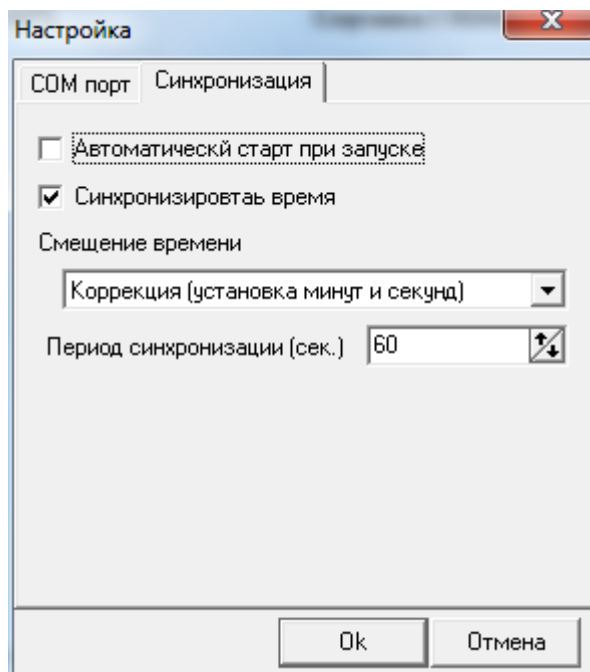 Настройка
COM порт Синхронизация
Автоматическй старт при запуске
Синхронизировтаь время
Смещение времени
Коррекция (установка минут и секунд)
Период синхронизации (сек.) 60
Ok Отмена